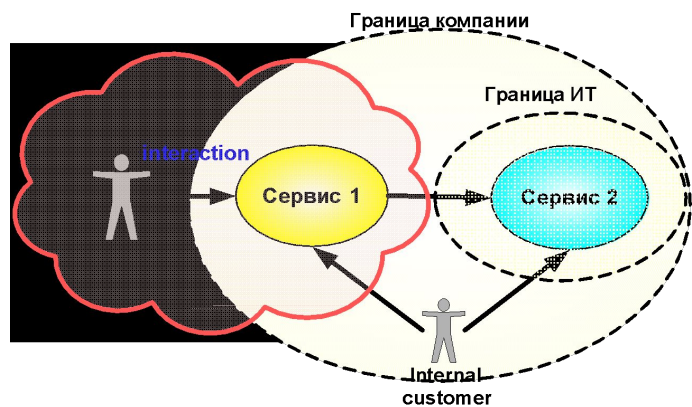 Граница компании
Граница ИТ
interaction
Сервис 1
Сервис 2
Internal
customer